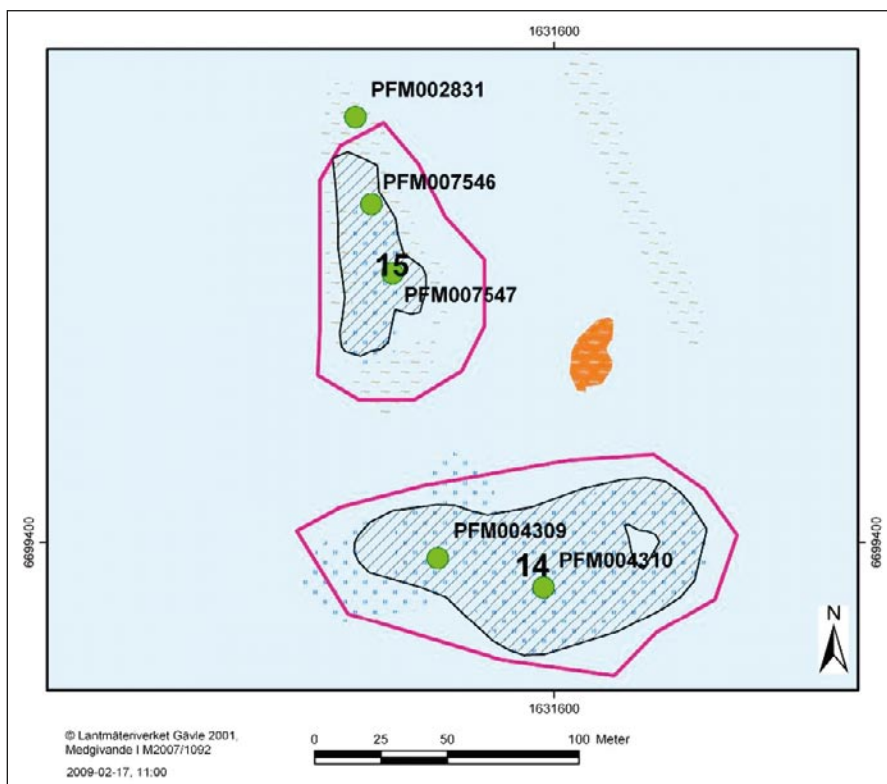 1631600
PFM002831
PFM007546
15
PFM007547
6699400
6699400
PFM004309
14
PFM004310
N
1631600
© Lantmäteriverket Gävle 2001,
Medgivande I M2007/1092
2009-02-17, 11:00
0 25 50 100 Meter